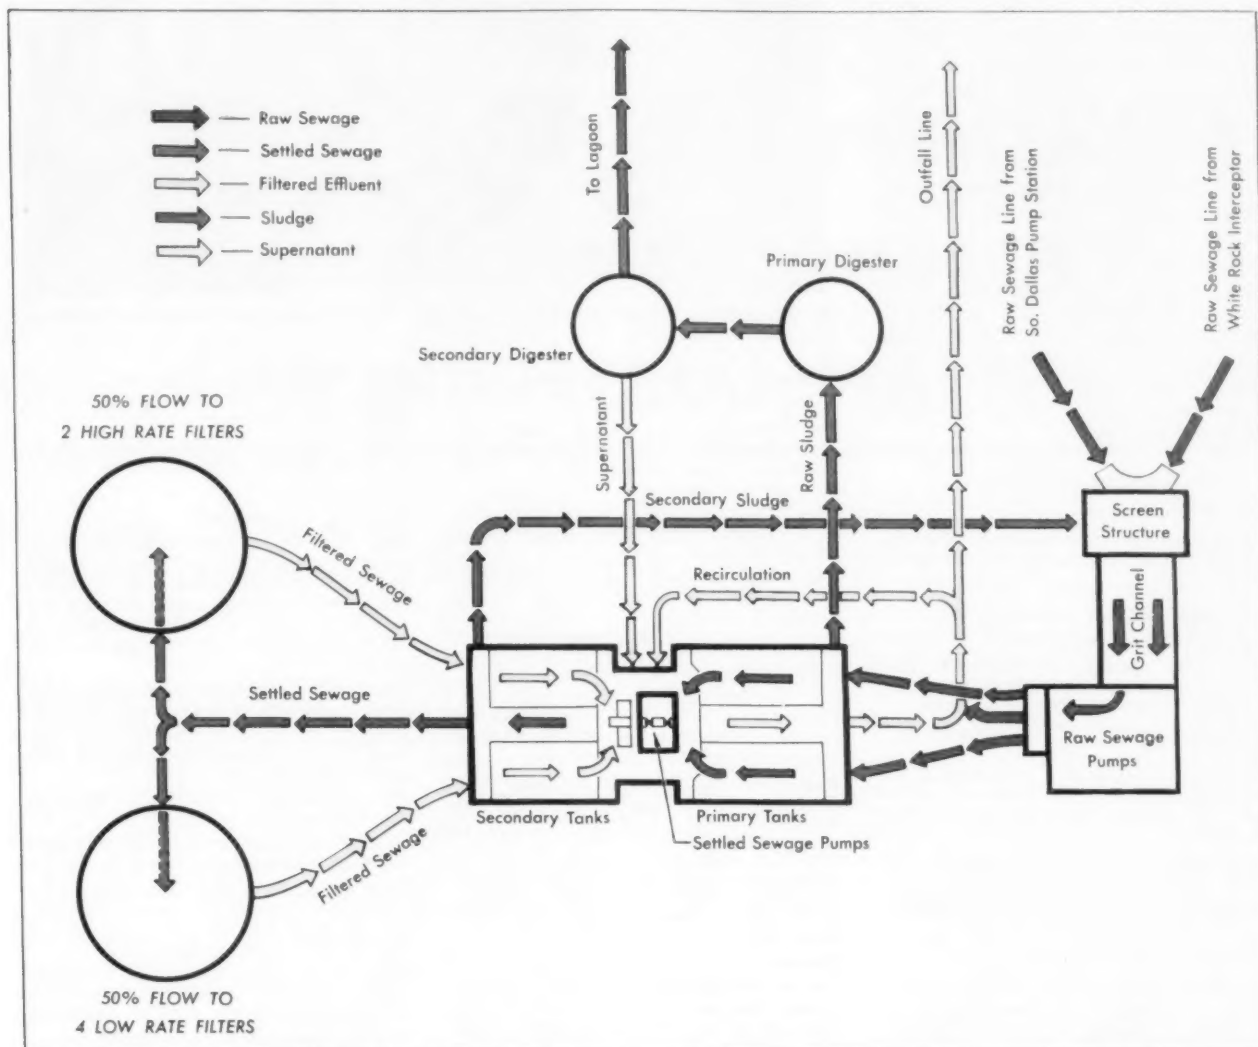 Raw Sewage
Settled Sewage
Filtered Effluent
Sludge
Supernatant
To Lagoon
Outfall Line
Raw Sewage Line from
So. Dallas Pump Station
Raw Sewage Line from
White Rock Interceptor
Primary Digester
Secondary Digester
50% FLOW TO
2 HIGH RATE FILTERS
Supernatant
Raw Sludge
Secondary Sludge
Screen
Structure
Filtered Sewage
Recirculation
Grit Channel
Settled Sewage
Raw Sewage
Pumps
Secondary Tanks
Primary Tanks
Settled Sewage Pumps
Filtered Sewage
50% FLOW TO
4 LOW RATE FILTERS